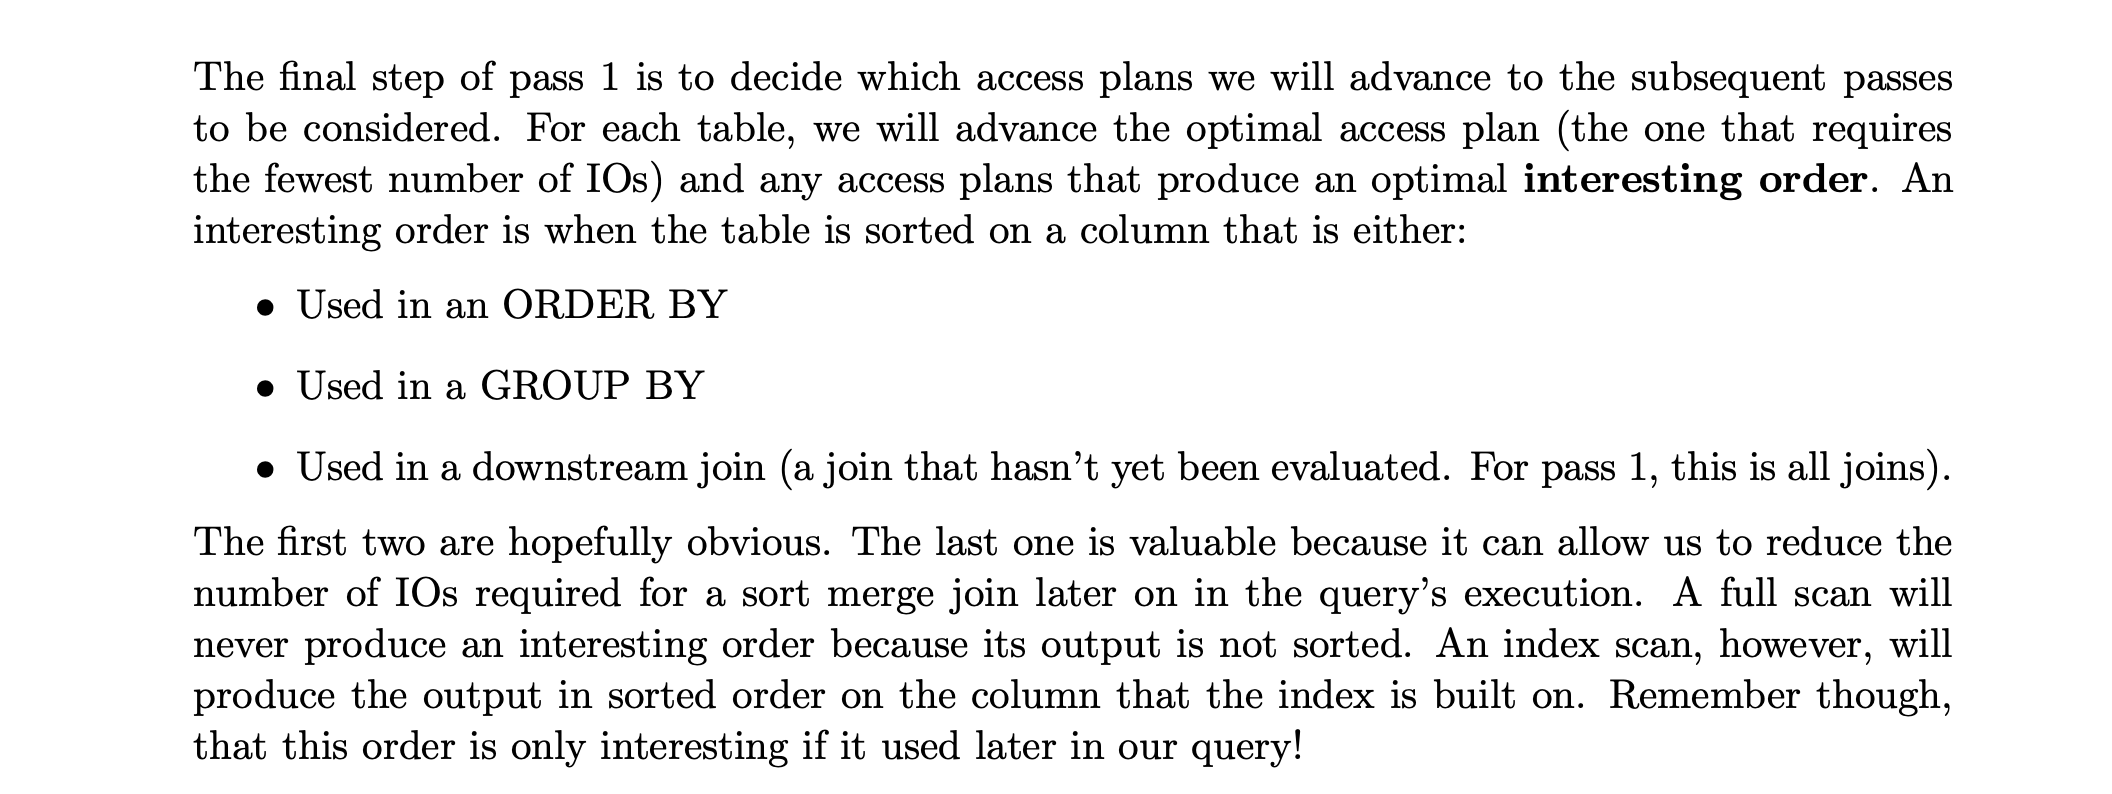 The final step of pass 1 is to decide which access plans we will advance to the subsequent passes
to be considered. For each table, we will advance the optimal access plan (the one that requires
the fewest number of IOs) and any access plans that produce an optimal interesting order. An
interesting order is when the table is sorted on a column that is either:
• Used in an ORDER BY
• Used in a GROUP BY
• Used in a downstream join (a join that hasn't yet been evaluated. For pass 1, this is all joins).
The first two are hopefully obvious. The last one is valuable because it can allow us to reduce the
number of IOs required for a sort merge join later on in the query's execution. A full scan will
never produce an interesting order because its output is not sorted. An index scan, however, will
produce the output in sorted order on the column that the index is built on. Remember though,
that this order is only interesting if it used later in our query!